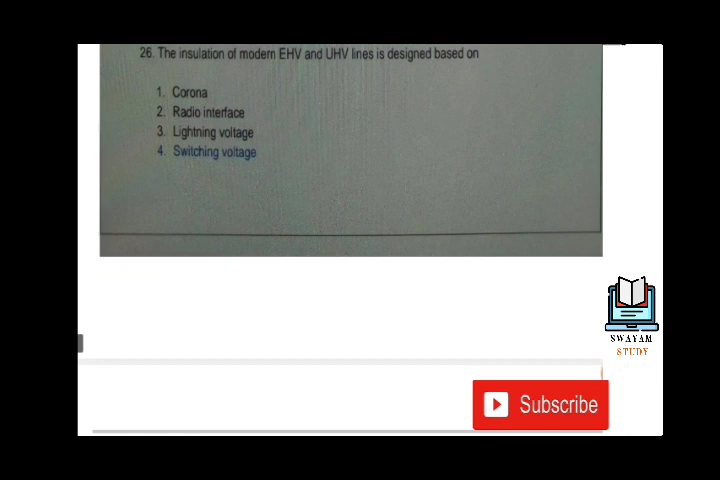 26. The insulation of modern EHV and UHV lines is designed based on
1. Corona
2. Radio interface
3. Lightning voltage
4. Switching voltage
SWAYAM
STUDY
Subscribe